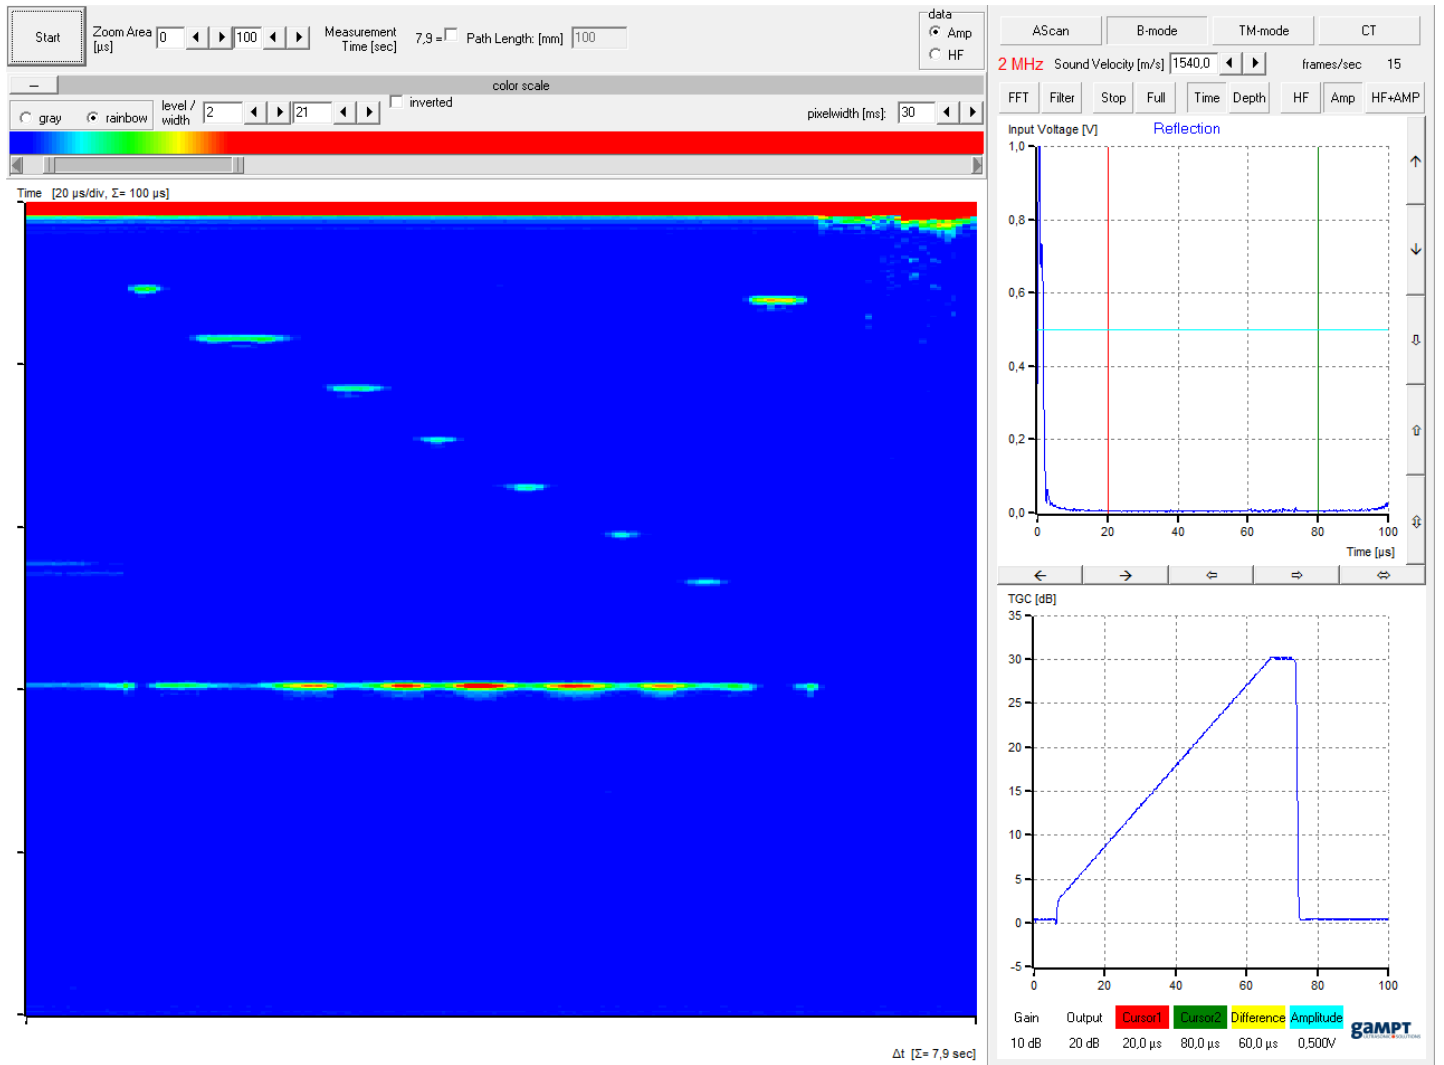 Start
Zoom Area [µs] 0 100
Measurement Time [sec] 7,9 = Path Length: [mm] 100
data
Amp
HF
color scale
gray rainbow level / width 2 21 inverted pixelwidth [ms]: 30
Time [20 µs/div, Σ= 100 µs]
Δt [Σ= 7,9 sec]
AScan B-mode TM-mode CT
2 MHz Sound Velocity [m/s] 1540,0 frames/sec 15
FFT Filter Stop Full Time Depth HF Amp HF+AMP
Input Voltage [V] Reflection
1,0
0,8
0,6
0,4
0,2
0,0
0 20 40 60 80 100
Time [µs]
TGC [dB]
35
30
25
20
15
10
5
0
-5
0 20 40 60 80 100
Gain Output Cursor1 Cursor2 Difference Amplitude
10 dB 20 dB 20,0 µs 80,0 µs 60,0 µs 0,500V
GAMPT
ULTRASONIC SOLUTIONS